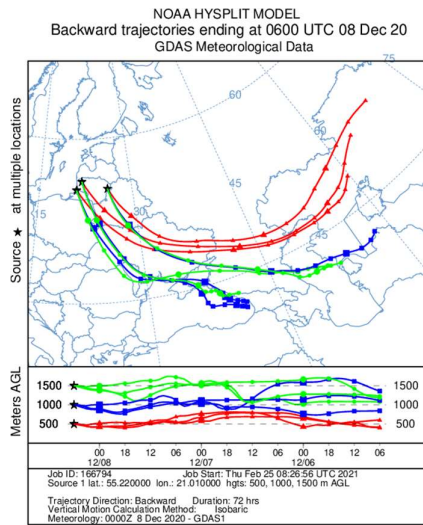 NOAA HYSPLIT MODEL
Backward trajectories ending at 0600 UTC 08 Dec 20
GDAS Meteorological Data
Source ★ at multiple locations
75
60
60
45
45
30
15
Meters AGL
1500
1000
500
1500
1000
500
00 18 12 06 00 18 12 06 00 18 12 06
12/08 12/07 12/06
Job ID: 166794 Job Start: Thu Feb 25 08:26:56 UTC 2021
Source 1 lat.: 55.220000 lon.: 21.010000 hgts: 500, 1000, 1500 m AGL
Trajectory Direction: Backward Duration: 72 hrs
Vertical Motion Calculation Method: Isobaric
Meteorology: 0000Z 8 Dec 2020 - GDAS1